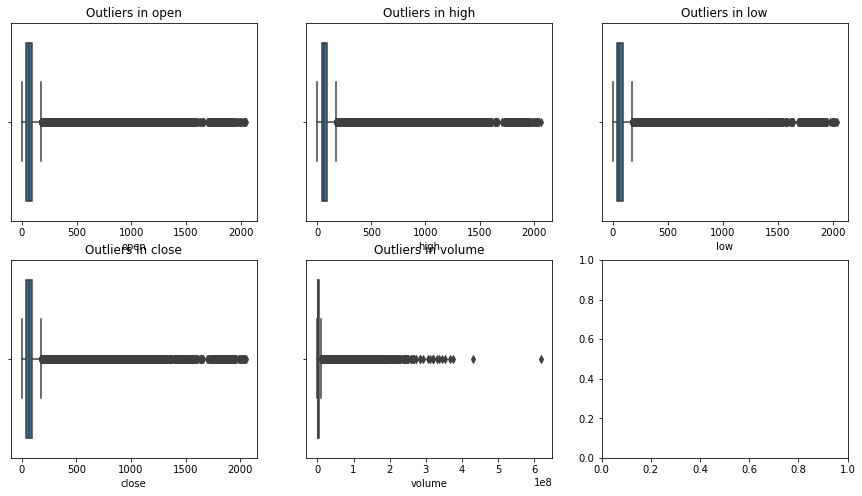 Outliers in open Outliers in high Outliers in low
0 500 1000 1500 2000 0 500 1000 1500 2000 0 500 1000 1500 2000
open high low
Outliers in close Outliers in volume
1.0
0.8
0.6
0.4
0.2
0.0
0 500 1000 1500 2000 0 1 2 3 4 5 6 0.0 0.2 0.4 0.6 0.8 1.0
close volume 1e8